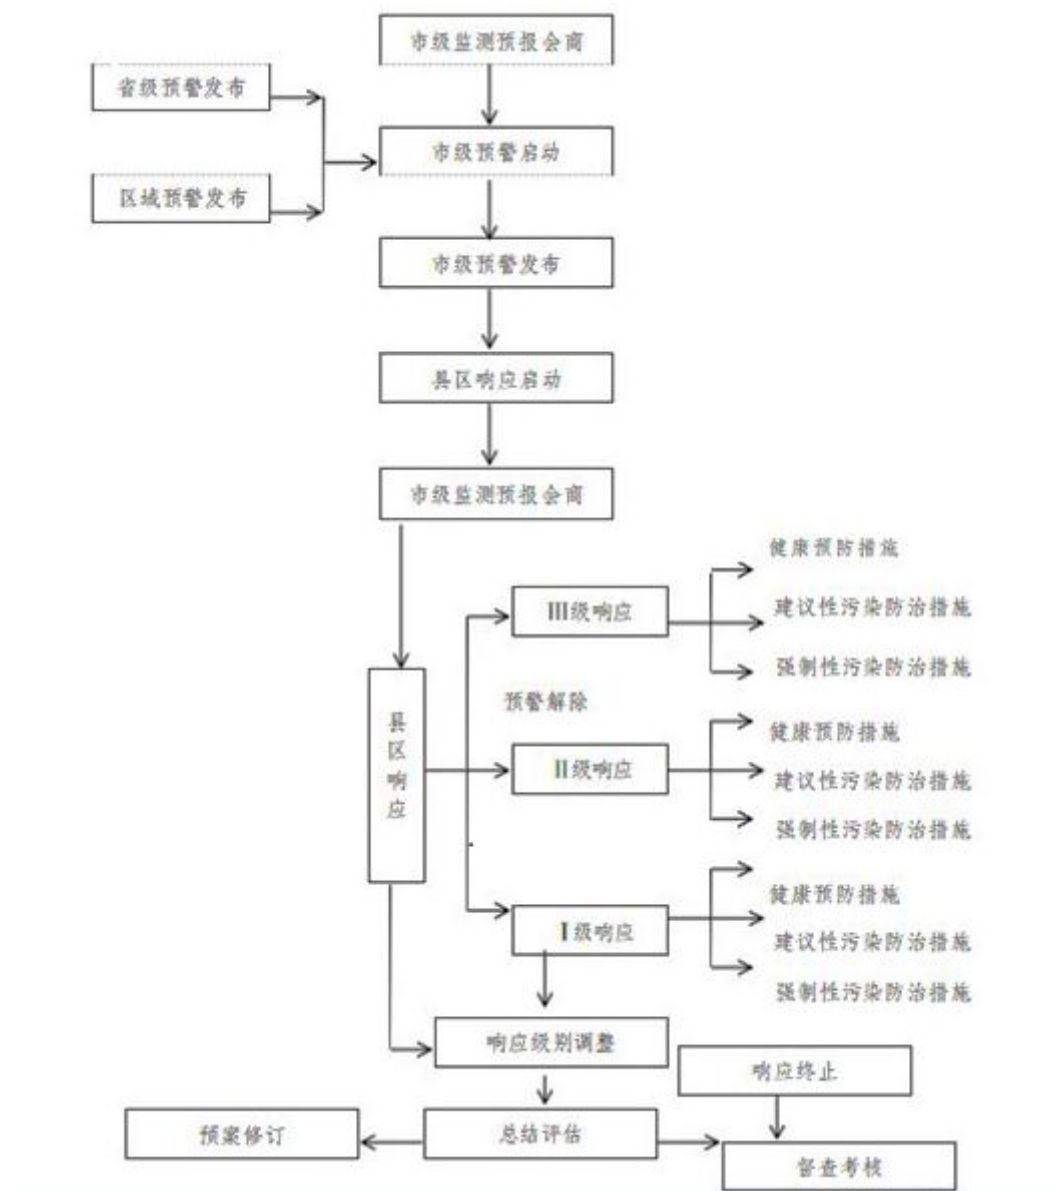 市级监测预报会商
省级预警发布
市级预警启动
区域预警发布
市级预警发布
县区响应启动
市级监测预报会商
健康预防措施
III级响应
建议性污染防治措施
强制性污染防治措施
预警解除
县区响应
健康预防措施
II级响应
建议性污染防治措施
强制性污染防治措施
健康预防措施
I级响应
建议性污染防治措施
强制性污染防治措施
响应级别调整
响应终止
预案修订
总结评估
督查考核